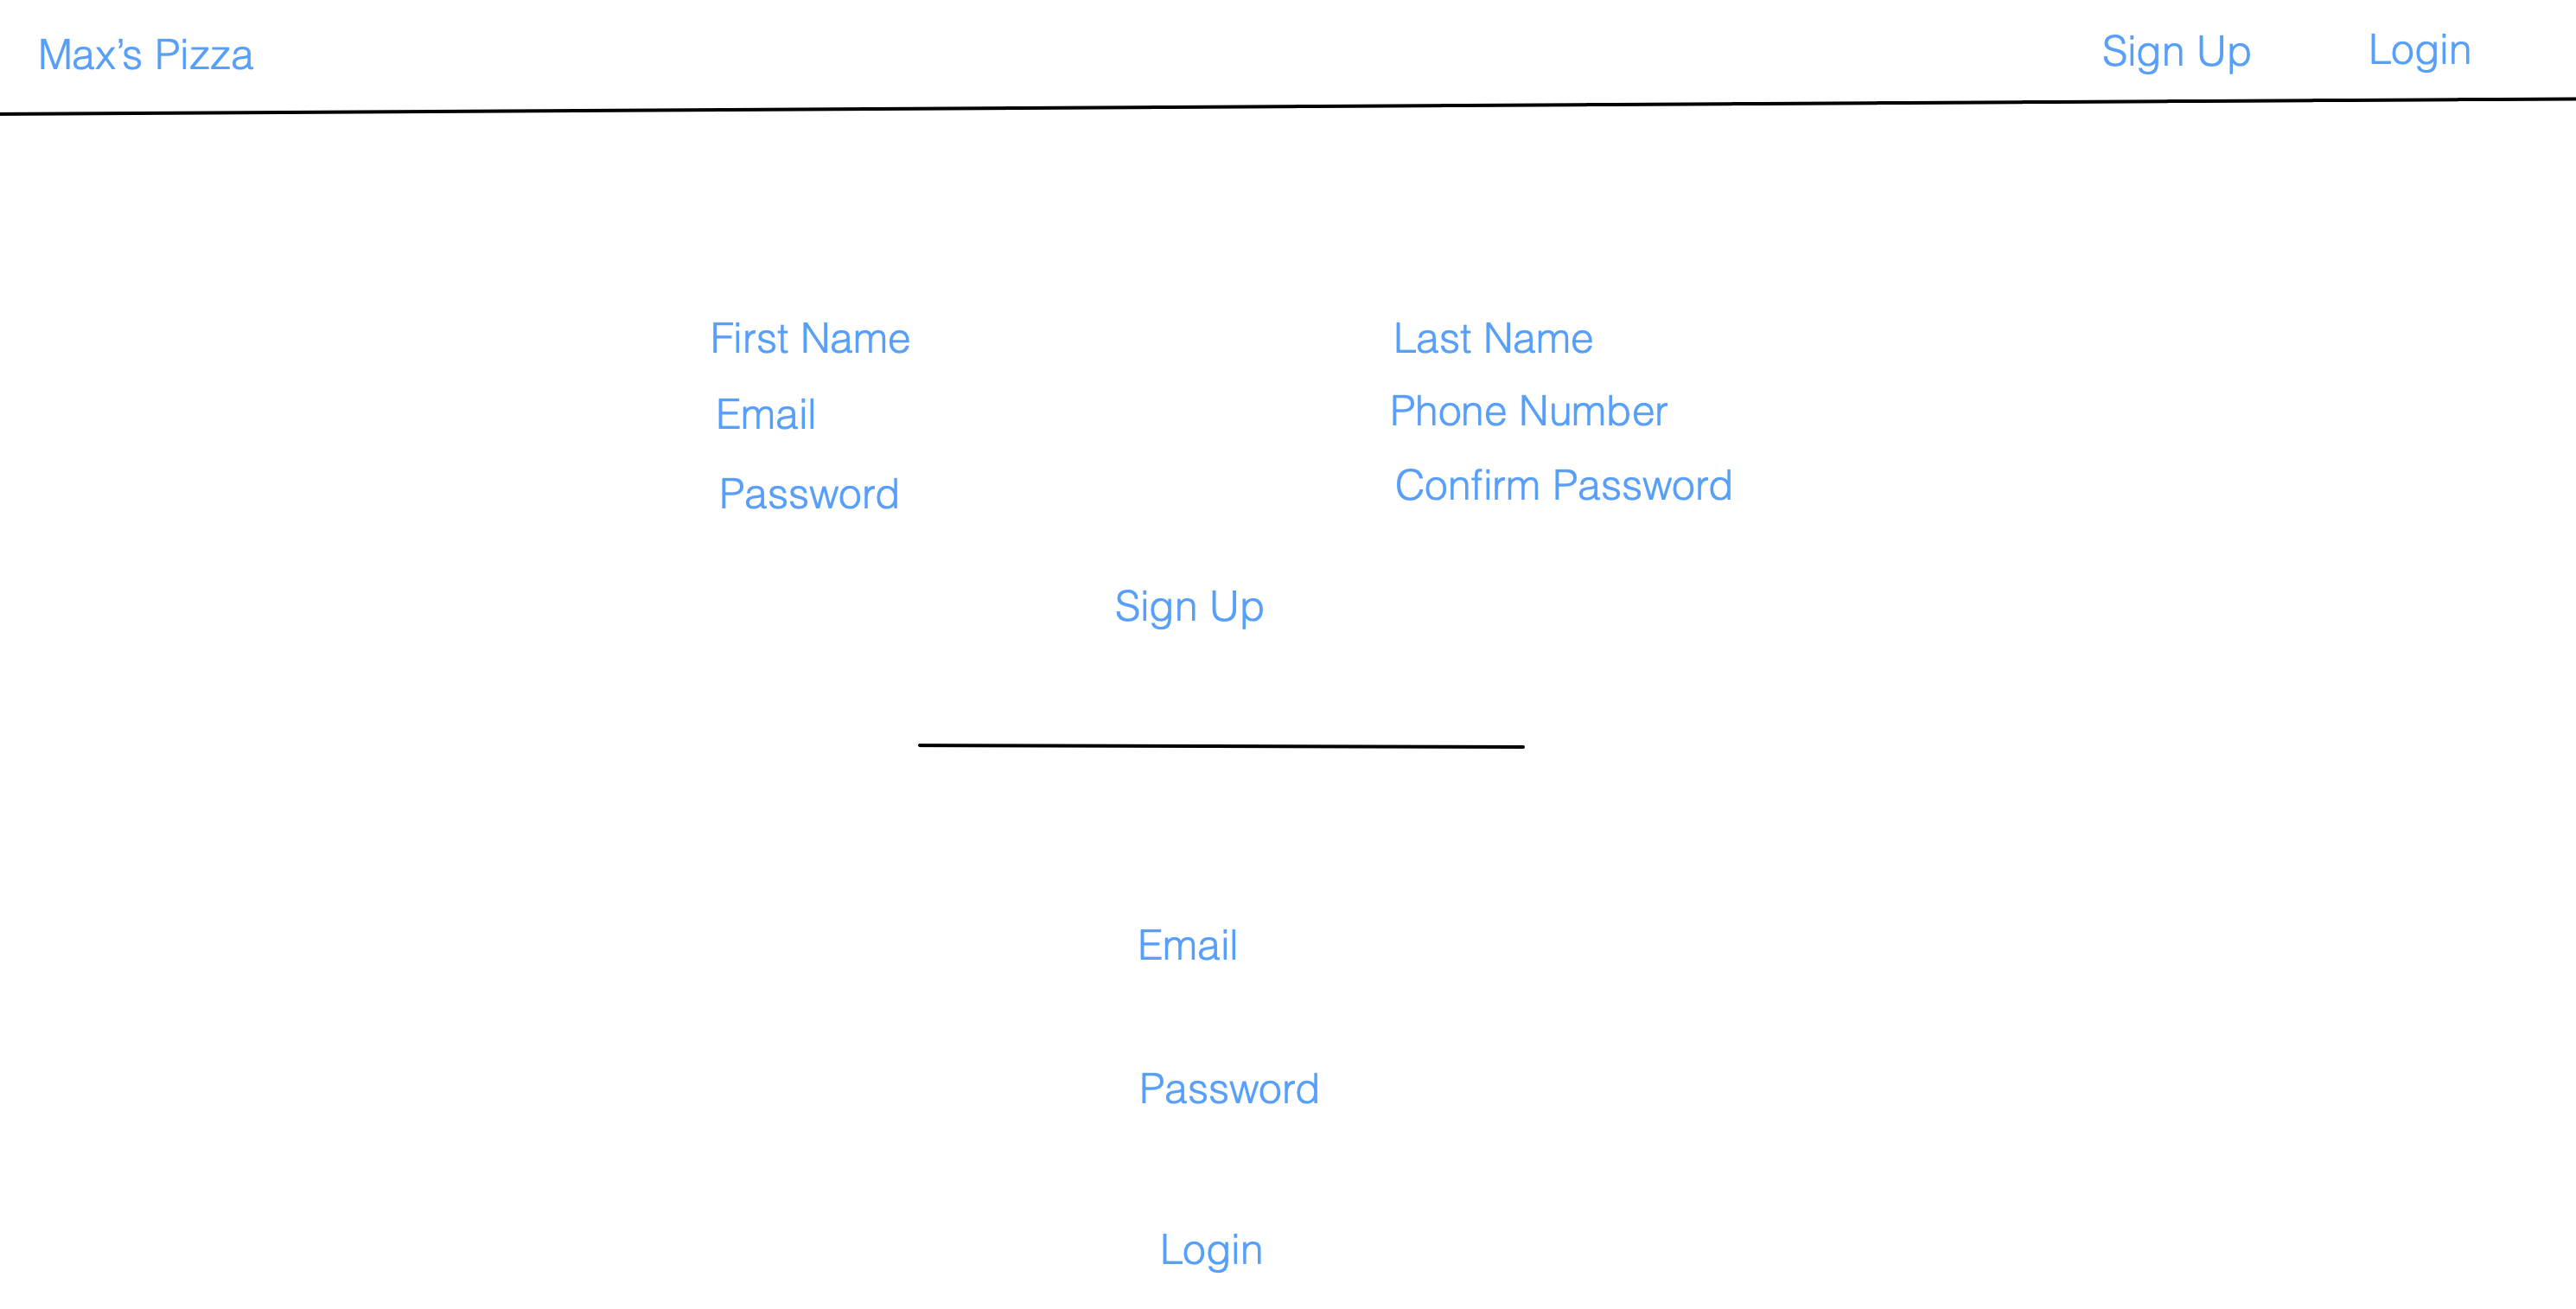 Max’s Pizza Sign Up Login
First Name Last Name
Email Phone Number
Password Confirm Password
Sign Up
Email
Password
Login